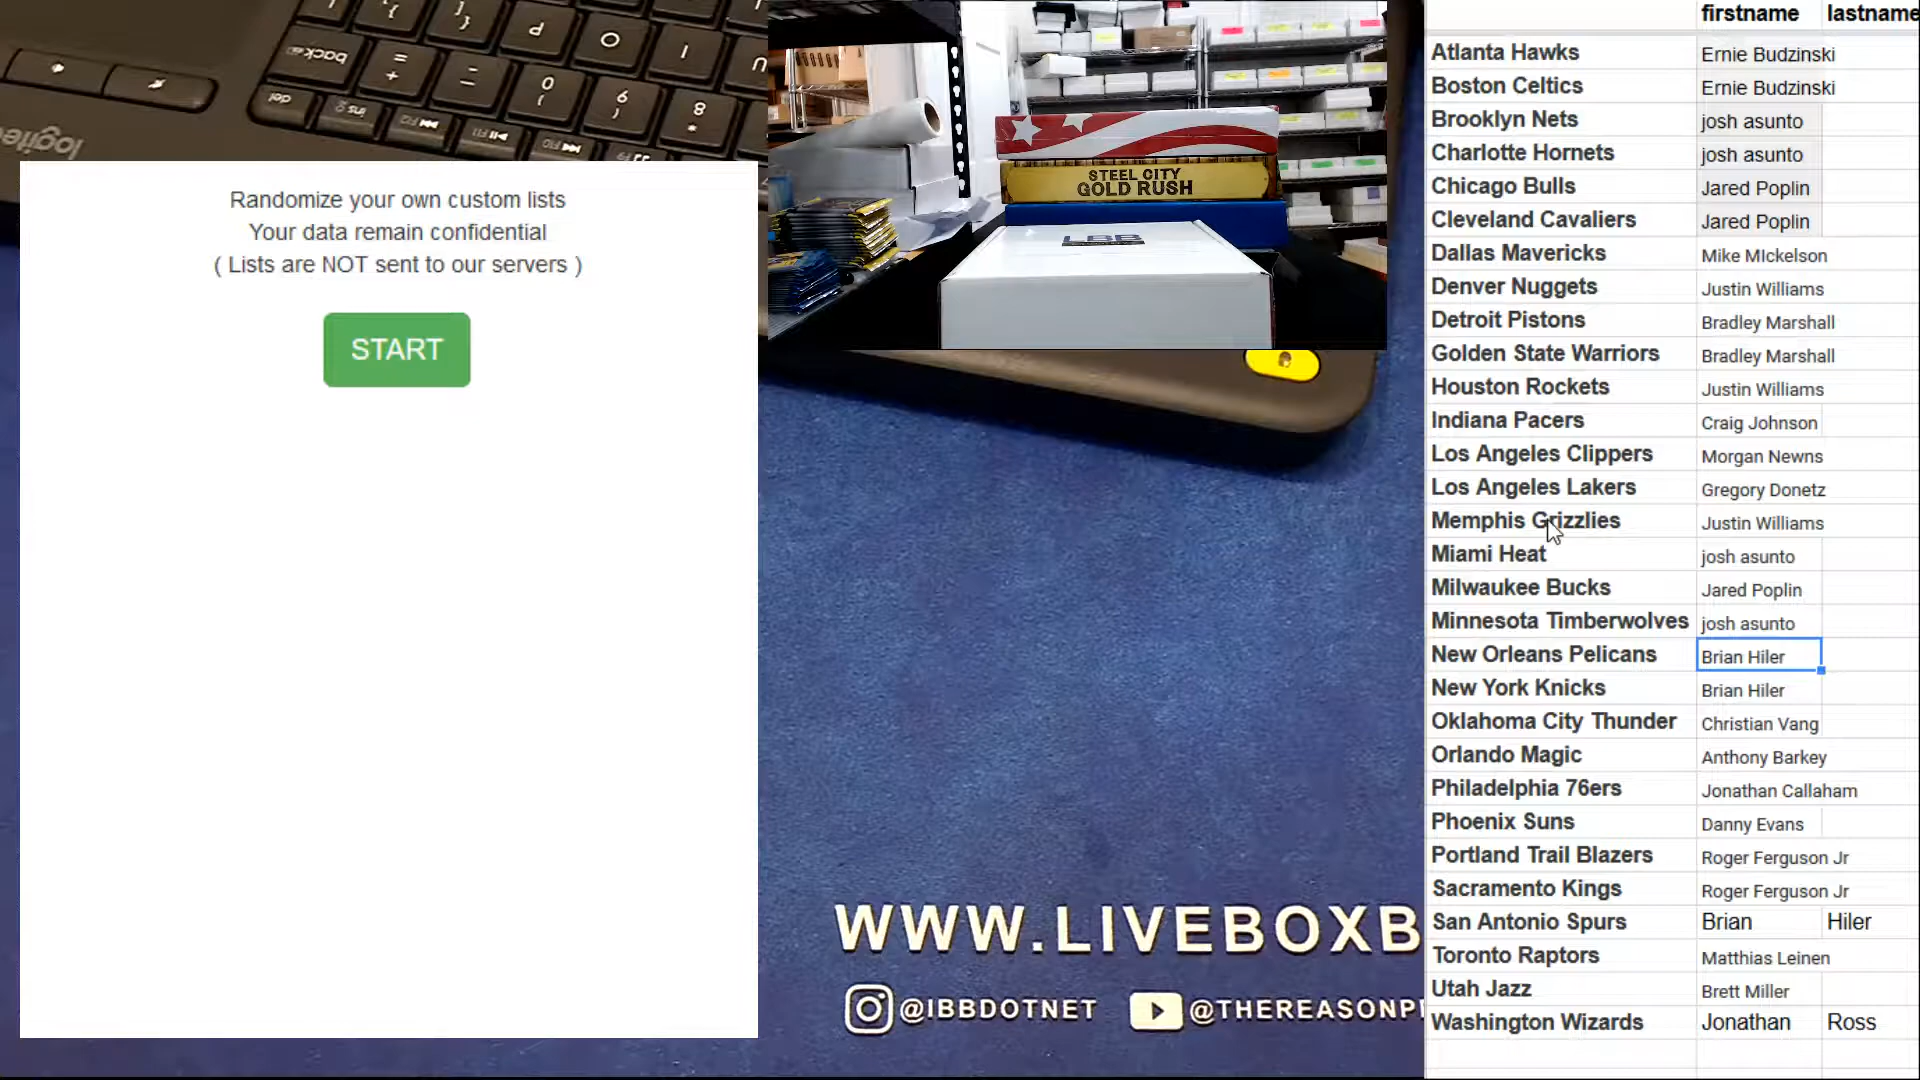 Randomize your own custom lists
Your data remain confidential
( Lists are NOT sent to our servers )
START
back
del
ins
logitec
STEEL CITY
GOLD RUSH
WWW.LIVEBOXB
@IBBDOTNET
@THEREASONP
firstname lastname
Atlanta Hawks Ernie Budzinski
Boston Celtics Ernie Budzinski
Brooklyn Nets josh asunto
Charlotte Hornets josh asunto
Chicago Bulls Jared Poplin
Cleveland Cavaliers Jared Poplin
Dallas Mavericks Mike MIckelson
Denver Nuggets Justin Williams
Detroit Pistons Bradley Marshall
Golden State Warriors Bradley Marshall
Houston Rockets Justin Williams
Indiana Pacers Craig Johnson
Los Angeles Clippers Morgan Newns
Los Angeles Lakers Gregory Donetz
Memphis Grizzlies Justin Williams
Miami Heat josh asunto
Milwaukee Bucks Jared Poplin
Minnesota Timberwolves josh asunto
New Orleans Pelicans Brian Hiler
New York Knicks Brian Hiler
Oklahoma City Thunder Christian Vang
Orlando Magic Anthony Barkey
Philadelphia 76ers Jonathan Callaham
Phoenix Suns Danny Evans
Portland Trail Blazers Roger Ferguson Jr
Sacramento Kings Roger Ferguson Jr
San Antonio Spurs Brian Hiler
Toronto Raptors Matthias Leinen
Utah Jazz Brett Miller
Washington Wizards Jonathan Ross